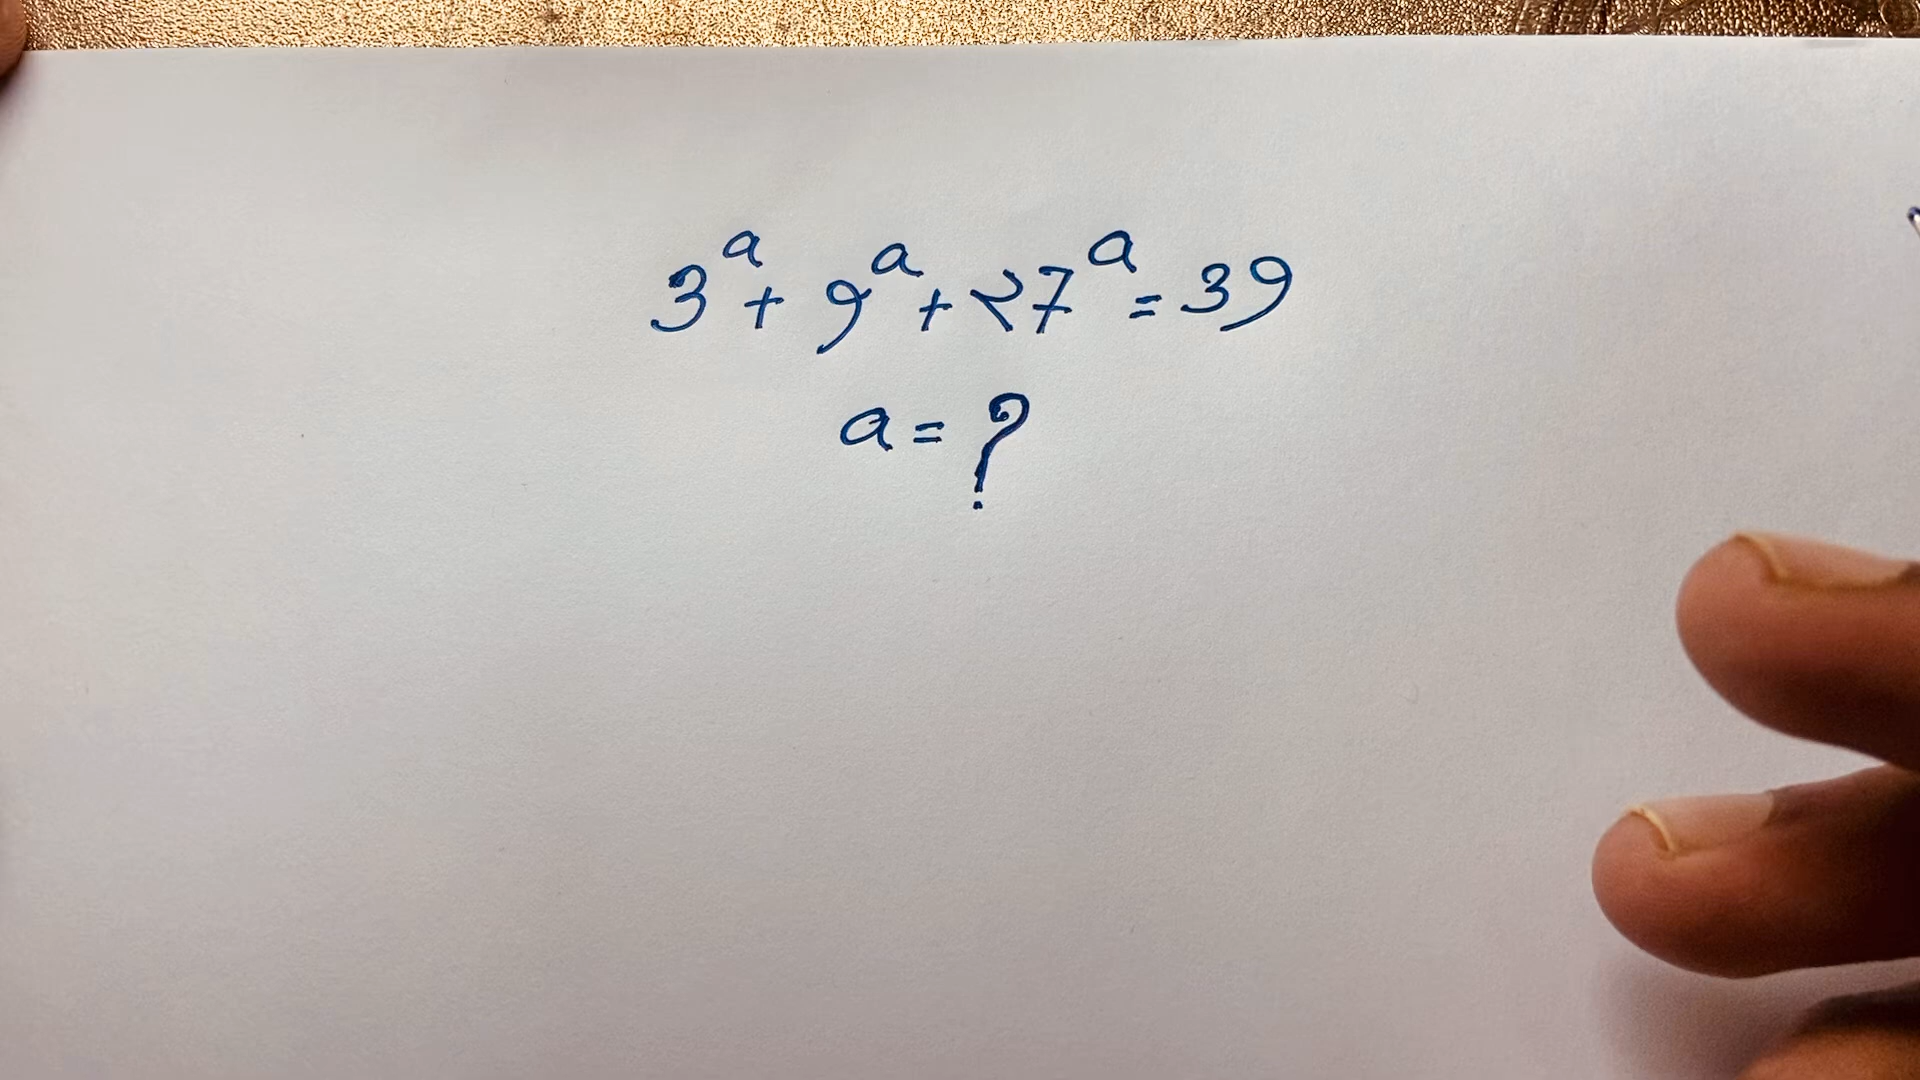 3^a + 9^a + 27^a = 39
a = ?